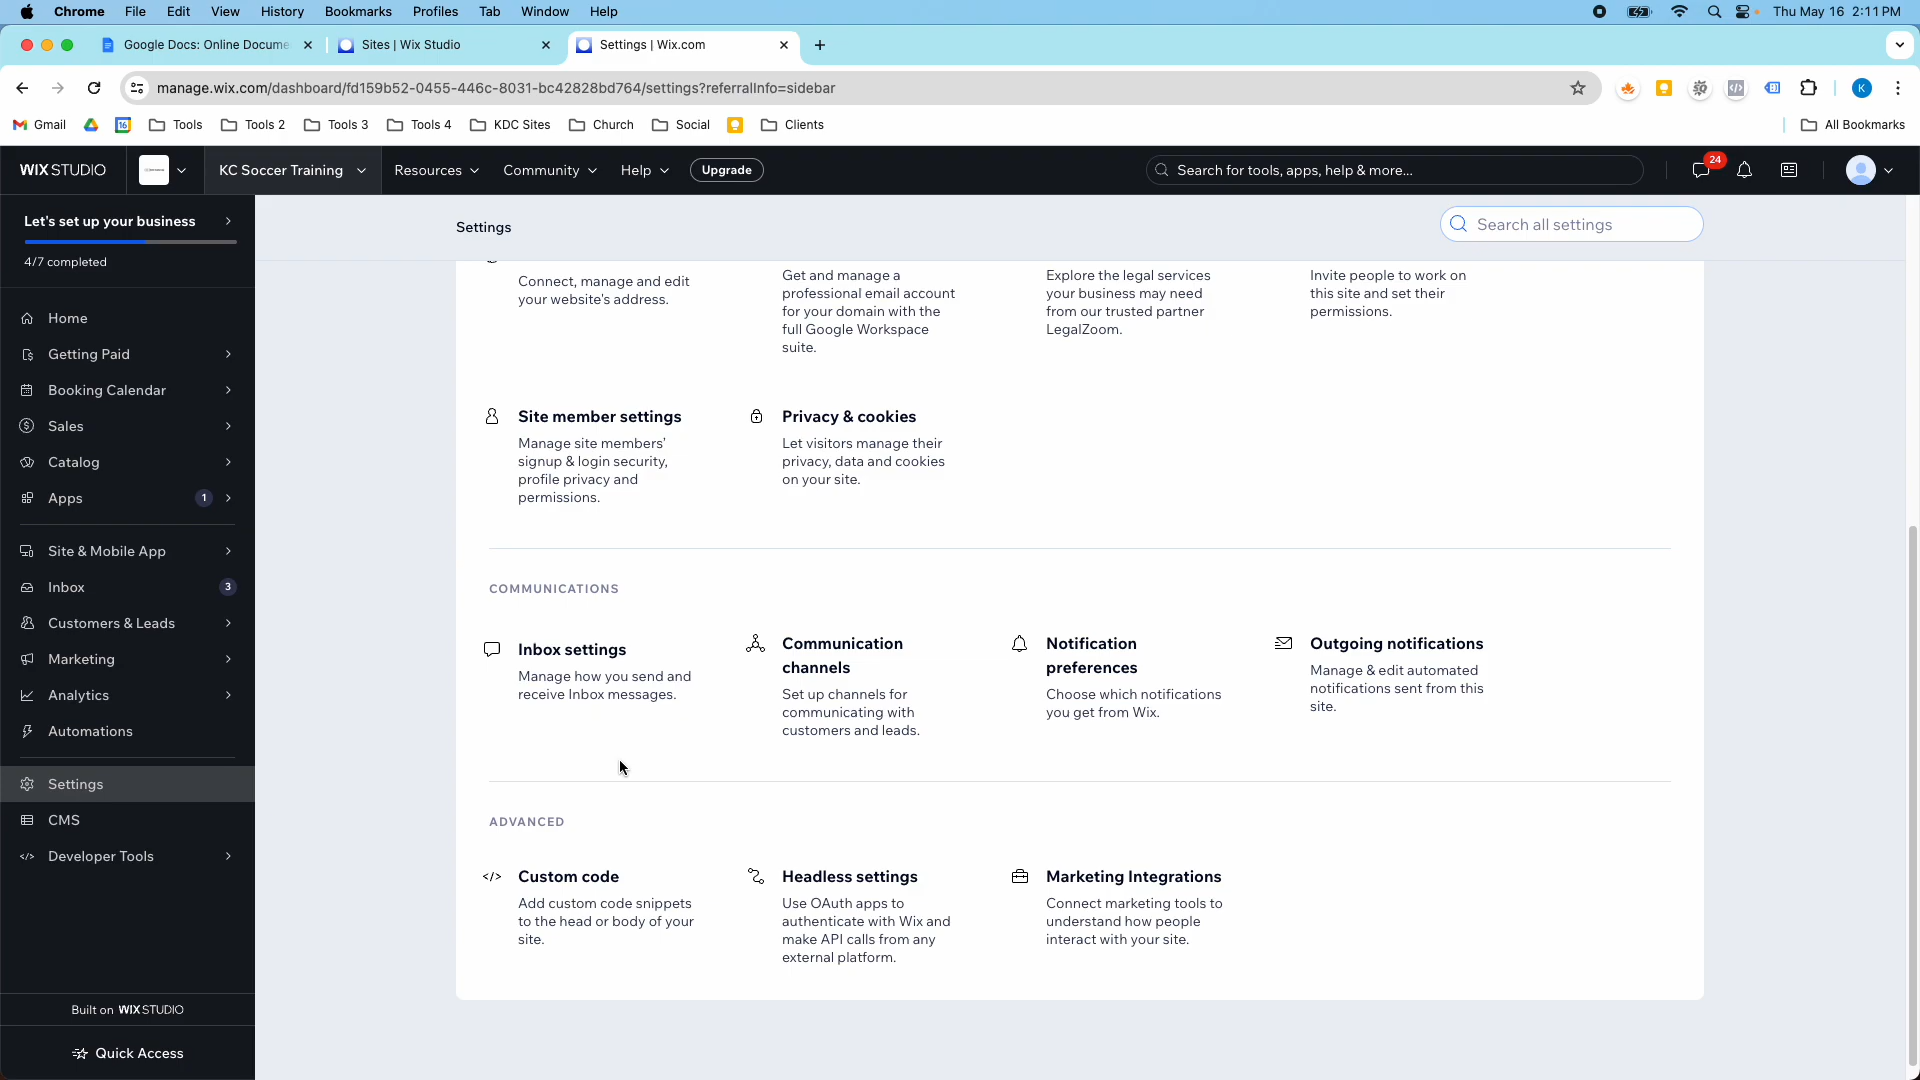 Chrome File Edit View History Bookmarks Profiles Tab Window Help Thu May 16 2:11 PM
Google Docs: Online Docume Sites | Wix Studio Settings | Wix.com
manage.wix.com/dashboard/fd159b52-0455-446c-8031-bc42828bd764/settings?referralInfo=sidebar K
Gmail 16 Tools Tools 2 Tools 3 Tools 4 KDC Sites Church Social Clients All Bookmarks
WIX STUDIO KC Soccer Training Resources Community Help Upgrade Search for tools, apps, help & more... 24
Let's set up your business
4/7 completed
Home
Getting Paid
Booking Calendar
Sales
Catalog
Apps 1
Site & Mobile App
Inbox 3
Customers & Leads
Marketing
Analytics
Automations
Settings
CMS
Developer Tools
Built on WIX STUDIO
Quick Access
Settings
Search all settings
Connect, manage and edit
your website's address.
Get and manage a
professional email account
for your domain with the
full Google Workspace
suite.
Explore the legal services
your business may need
from our trusted partner
LegalZoom.
Invite people to work on
this site and set their
permissions.
Site member settings
Manage site members'
signup & login security,
profile privacy and
permissions.
Privacy & cookies
Let visitors manage their
privacy, data and cookies
on your site.
COMMUNICATIONS
Inbox settings
Manage how you send and
receive Inbox messages.
Communication
channels
Set up channels for
communicating with
customers and leads.
Notification
preferences
Choose which notifications
you get from Wix.
Outgoing notifications
Manage & edit automated
notifications sent from this
site.
ADVANCED
Custom code
Add custom code snippets
to the head or body of your
site.
Headless settings
Use OAuth apps to
authenticate with Wix and
make API calls from any
external platform.
Marketing Integrations
Connect marketing tools to
understand how people
interact with your site.